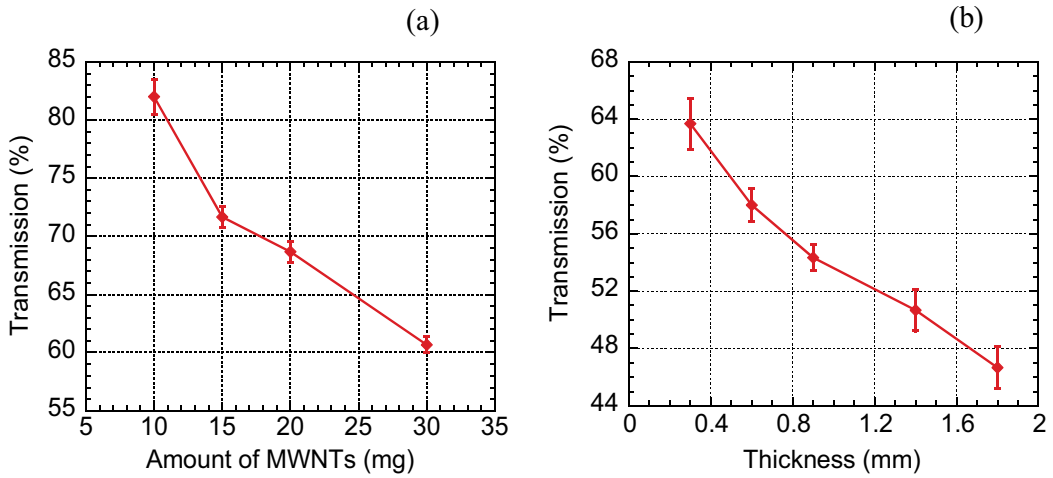 (a)
85
80
75
70
65
60
55
5 10 15 20 25 30 35
Transmission (%)
Amount of MWNTs (mg)
(b)
68
64
60
56
52
48
44
0 0.4 0.8 1.2 1.6 2
Transmission (%)
Thickness (mm)